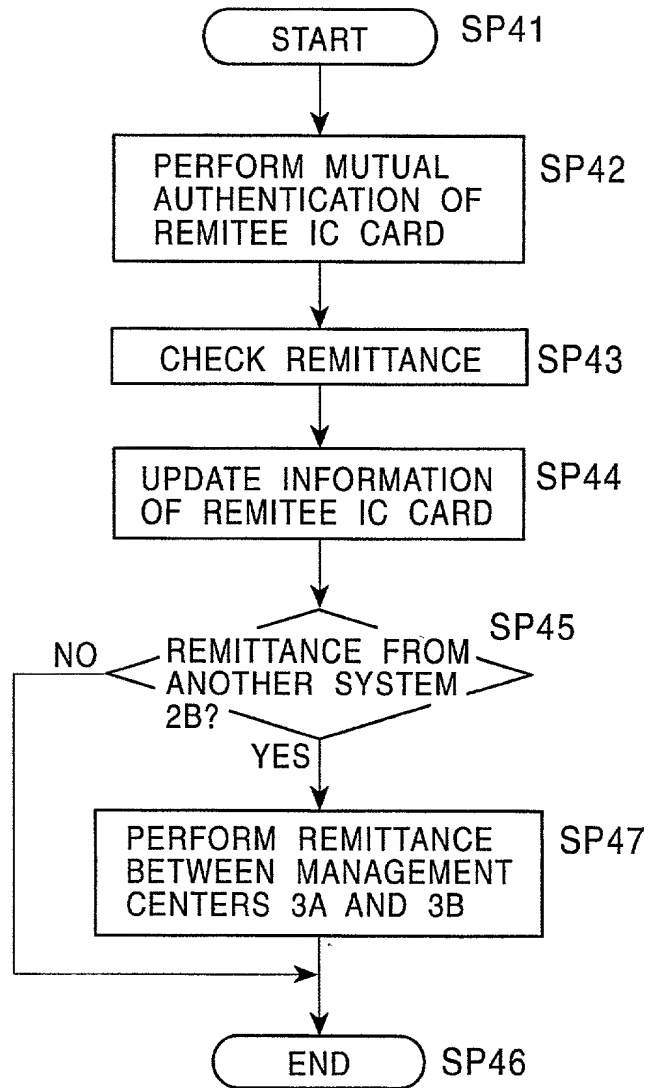 START
SP41
PERFORM MUTUAL
AUTHENTICATION OF
REMITEE IC CARD
SP42
CHECK REMITTANCE
SP43
UPDATE INFORMATION
OF REMITEE IC CARD
SP44
SP45
REMITTANCE FROM
ANOTHER SYSTEM
2B?
NO
YES
PERFORM REMITTANCE
BETWEEN MANAGEMENT
CENTERS 3A AND 3B
SP47
END
SP46